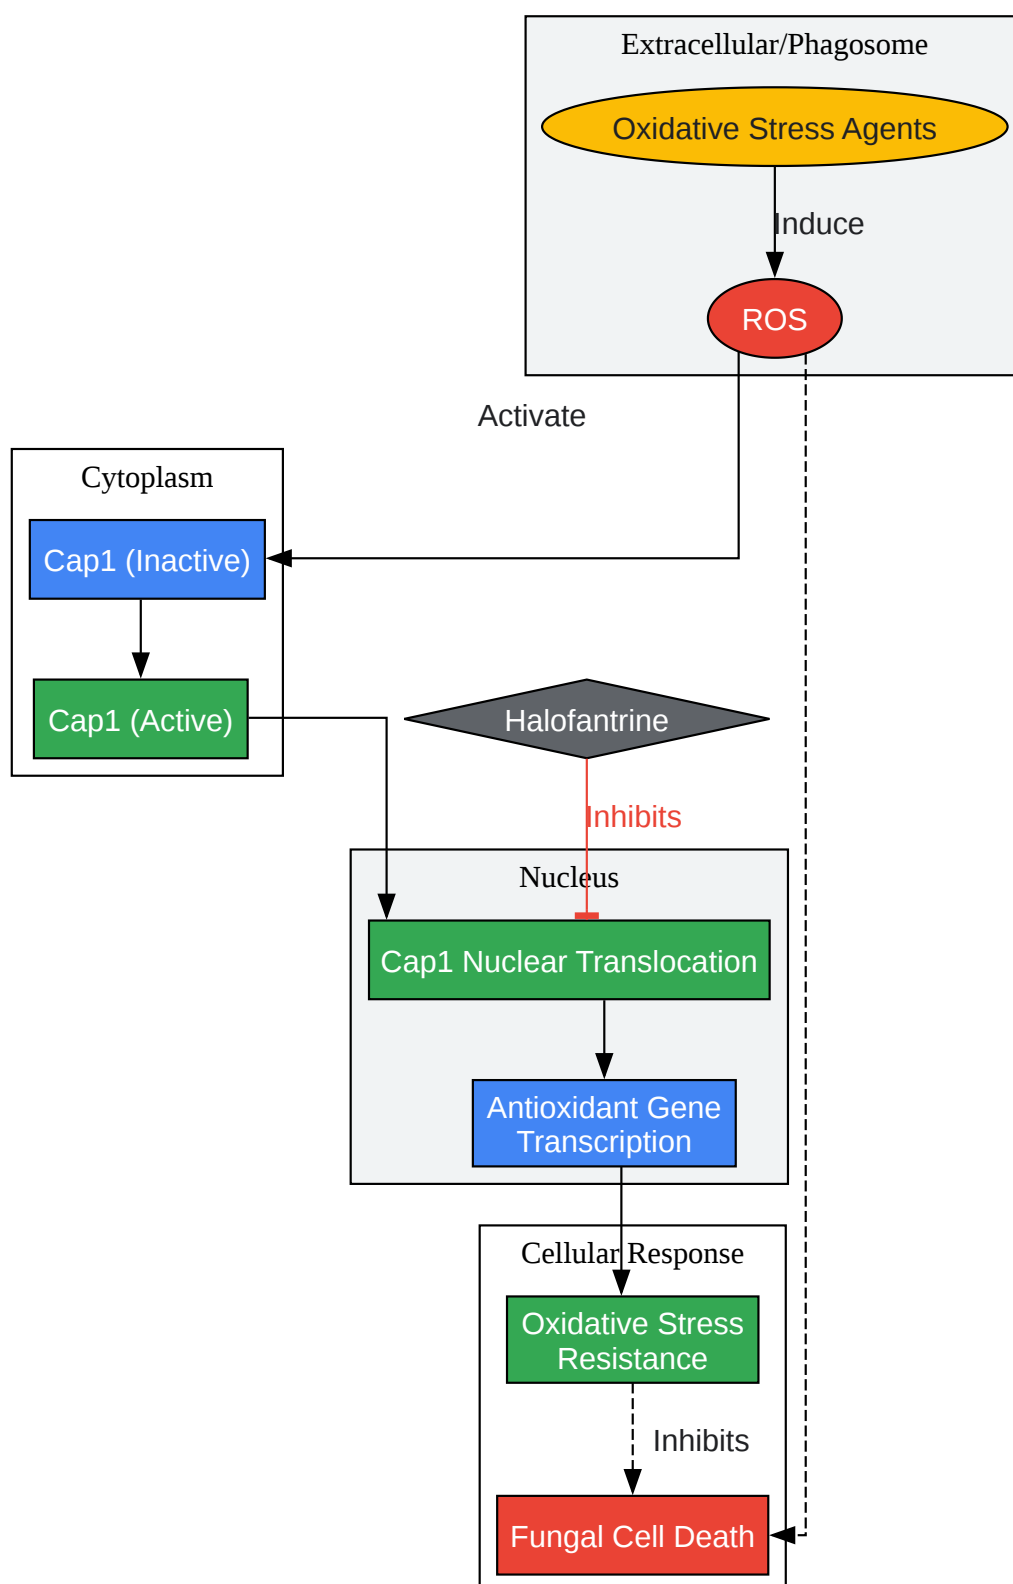 Extracellular/Phagosome
Oxidative Stress Agents
Induce
ROS
Activate
Cytoplasm
Cap1 (Inactive)
Cap1 (Active)
Halofantrine
Inhibits
Nucleus
Cap1 Nuclear Translocation
Antioxidant Gene
Transcription
Cellular Response
Oxidative Stress
Resistance
Inhibits
Fungal Cell Death